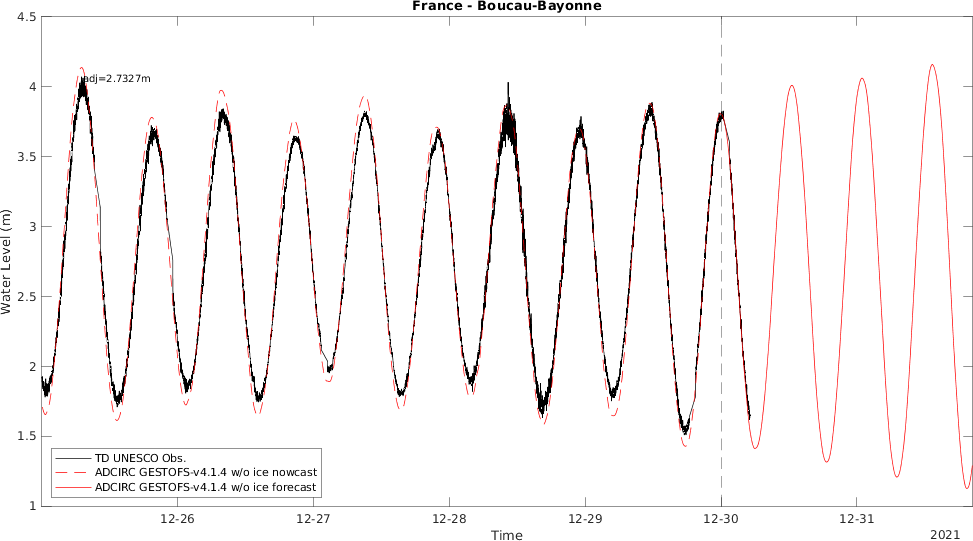 France - Boucau-Bayonne
4.5
4
3.5
3
2.5
2
1.5
1
Water Level (m)
adj=2.7327m
TD UNESCO Obs.
ADCIRC GESTOFS-v4.1.4 w/o ice nowcast
ADCIRC GESTOFS-v4.1.4 w/o ice forecast
12-26
12-27
12-28
12-29
12-30
12-31
Time
2021